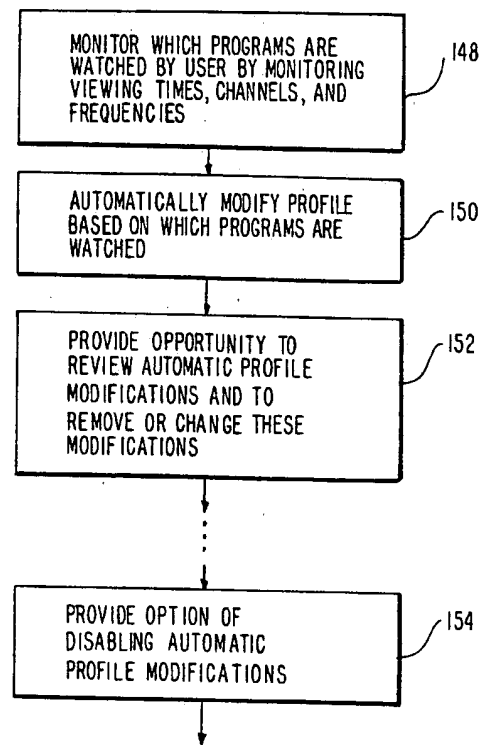 MONITOR WHICH PROGRAMS ARE
WATCHED BY USER BY MONITORING
VIEWING TIMES, CHANNELS, AND
FREQUENCIES
148
AUTOMATICALLY MODIFY PROFILE
BASED ON WHICH PROGRAMS ARE
WATCHED
150
PROVIDE OPPORTUNITY TO
REVIEW AUTOMATIC PROFILE
MODIFICATIONS AND TO
REMOVE OR CHANGE THESE
MODIFICATIONS
152
PROVIDE OPTION OF
DISABLING AUTOMATIC
PROFILE MODIFICATIONS
154